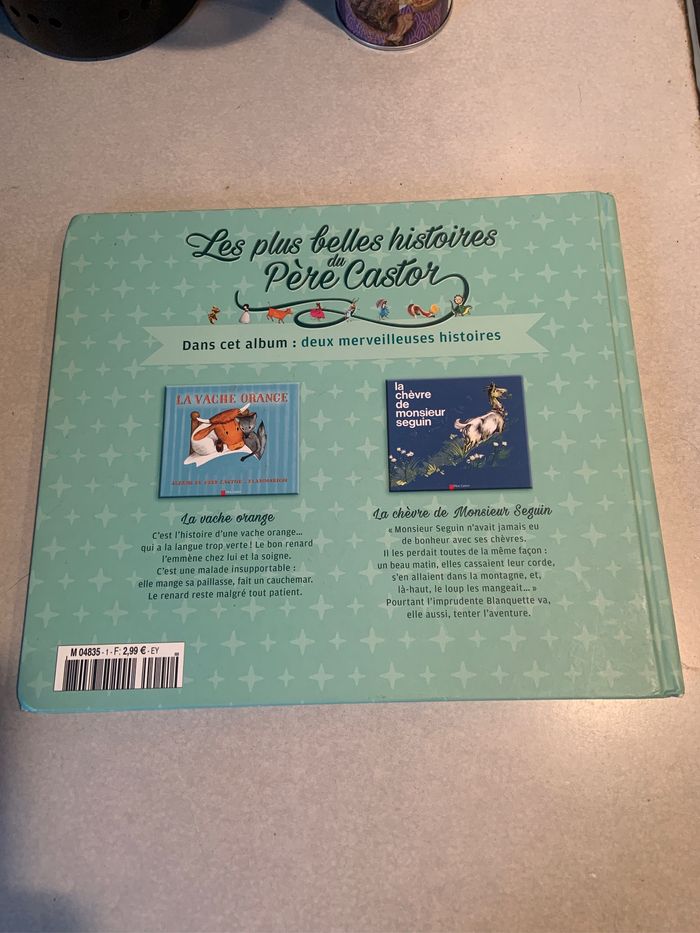 Les plus belles histoires
du
Père Castor
Dans cet album : deux merveilleuses histoires
LA VACHE ORANGE
ALBUMS DU PÈRE CASTOR - FLAMMARION
la
chèvre
de
monsieur
seguin
La vache orange
C'est l'histoire d'une vache orange...
qui a la langue trop verte ! Le bon renard
l'emmène chez lui et la soigne.
C'est une malade insupportable :
elle mange sa paillasse, fait un cauchemar.
Le renard reste malgré tout patient.
La chèvre de Monsieur Seguin
« Monsieur Seguin n'avait jamais eu
de bonheur avec ses chèvres.
Il les perdait toutes de la même façon :
un beau matin, elles cassaient leur corde,
s'en allaient dans la montagne, et,
là-haut, le loup les mangeait... »
Pourtant l'imprudente Blanquette va,
elle aussi, tenter l'aventure.
M 04835 - 1 - F: 2,99 € - EY